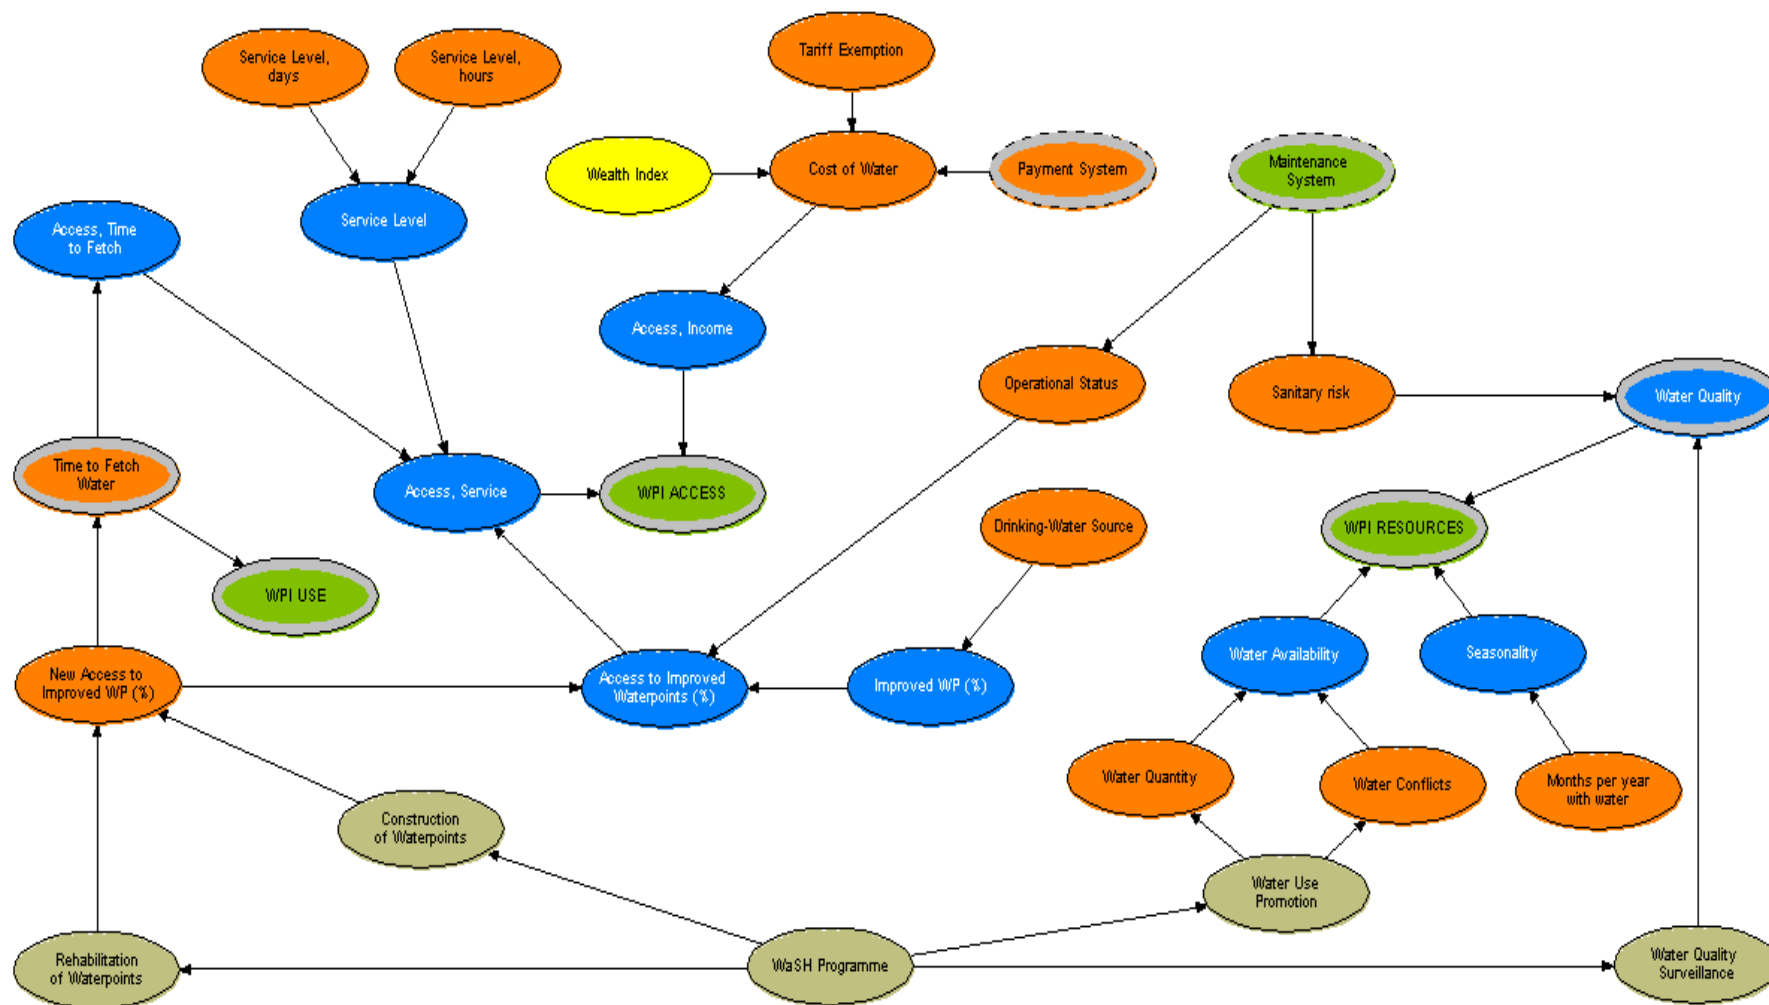 Service Level,
days
Service Level,
hours
Tariff Exemption
Wealth Index
Cost of Water
Payment System
Maintenance
System
Access, Time
to Fetch
Service Level
Access, Income
Operational Status
Sanitary risk
Water Quality
Time to Fetch
Water
Access, Service
WPI ACCESS
Drinking-Water Source
WPI RESOURCES
WPI USE
New Access to
Improved WP (%)
Access to Improved
Waterpoints (%)
Improved WP (%)
Water Availability
Seasonality
Water Quantity
Water Conflicts
Months per year
with water
Construction
of Waterpoints
Water Use
Promotion
Rehabilitation
of Waterpoints
WaSH Programme
Water Quality
Surveillance